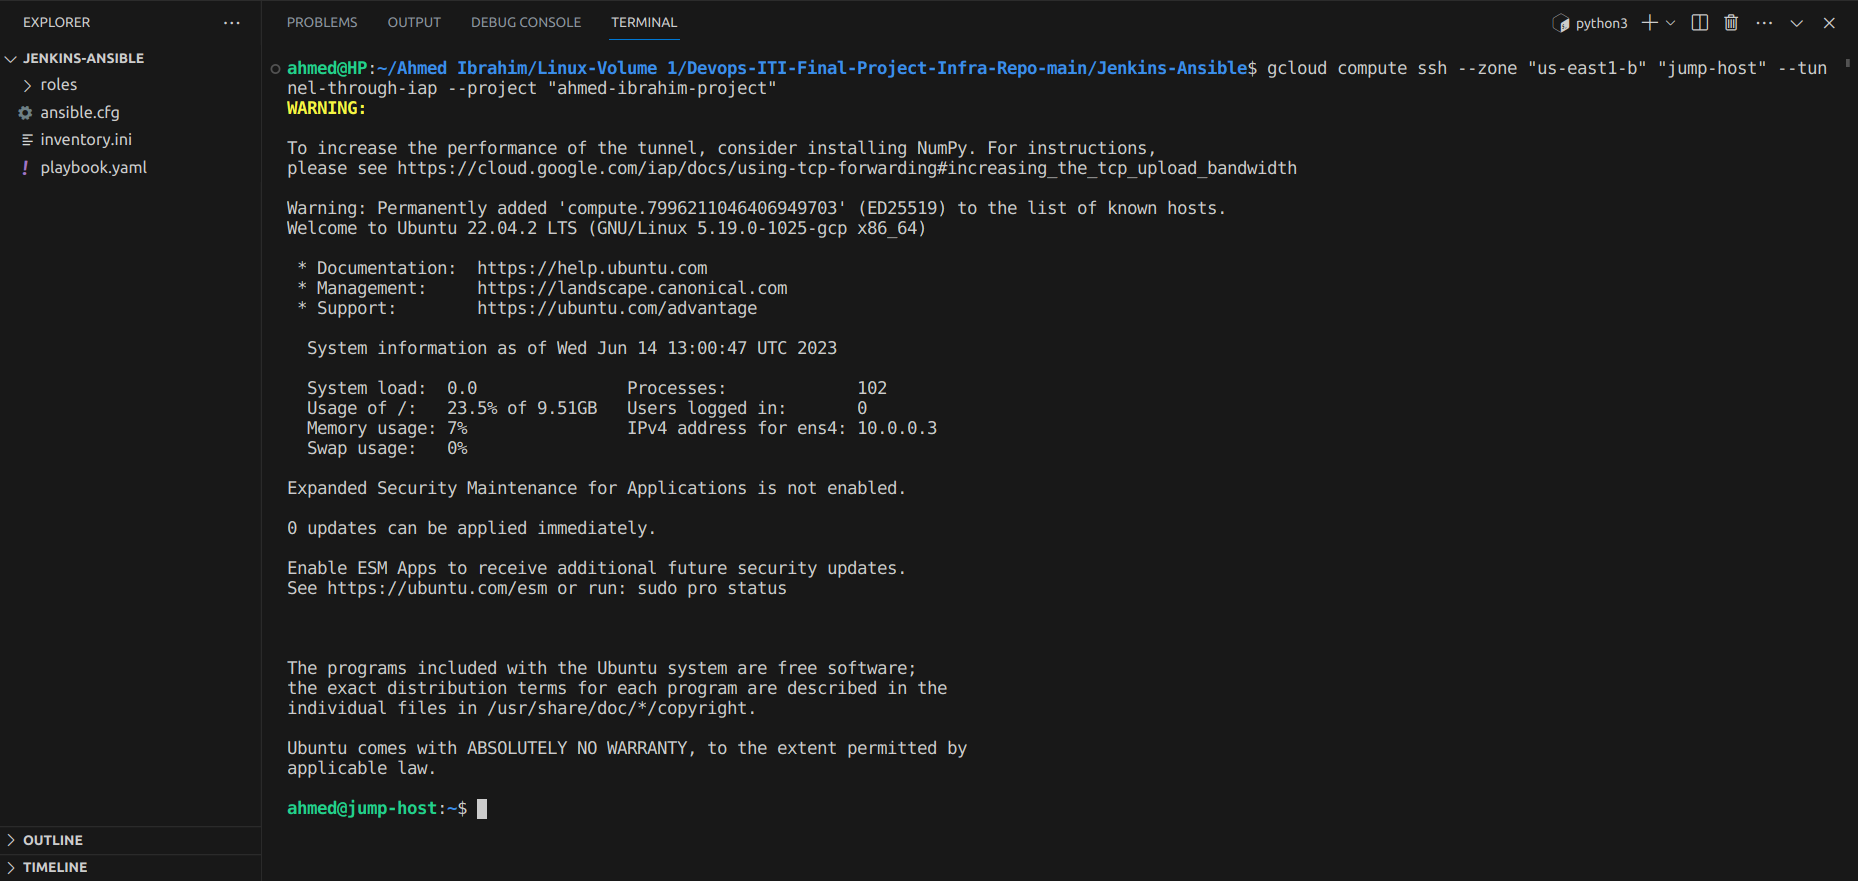 EXPLORER
JENKINS-ANSIBLE
roles
ansible.cfg
inventory.ini
playbook.yaml
OUTLINE
TIMELINE
PROBLEMS OUTPUT DEBUG CONSOLE TERMINAL
python3
ahmed@HP:~/Ahmed Ibrahim/Linux-Volume 1/Devops-ITI-Final-Project-Infra-Repo-main/Jenkins-Ansible$ gcloud compute ssh --zone "us-east1-b" "jump-host" --tun
nel-through-iap --project "ahmed-ibrahim-project"
WARNING:
To increase the performance of the tunnel, consider installing NumPy. For instructions,
please see https://cloud.google.com/iap/docs/using-tcp-forwarding#increasing_the_tcp_upload_bandwidth
Warning: Permanently added 'compute.7996211046406949703' (ED25519) to the list of known hosts.
Welcome to Ubuntu 22.04.2 LTS (GNU/Linux 5.19.0-1025-gcp x86_64)
* Documentation: https://help.ubuntu.com
* Management: https://landscape.canonical.com
* Support: https://ubuntu.com/advantage
System information as of Wed Jun 14 13:00:47 UTC 2023
System load: 0.0 Processes: 102
Usage of /: 23.5% of 9.51GB Users logged in: 0
Memory usage: 7% IPv4 address for ens4: 10.0.0.3
Swap usage: 0%
Expanded Security Maintenance for Applications is not enabled.
0 updates can be applied immediately.
Enable ESM Apps to receive additional future security updates.
See https://ubuntu.com/esm or run: sudo pro status
The programs included with the Ubuntu system are free software;
the exact distribution terms for each program are described in the
individual files in /usr/share/doc/*/copyright.
Ubuntu comes with ABSOLUTELY NO WARRANTY, to the extent permitted by
applicable law.
ahmed@jump-host:~$